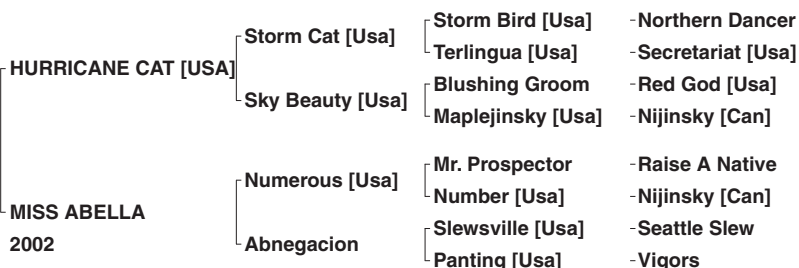 Storm Bird [Usa] -Northern Dancer
Storm Cat [Usa]
Terlingua [Usa] -Secretariat [Usa]
HURRICANE CAT [USA]
Blushing Groom -Red God [Usa]
Sky Beauty [Usa]
Maplejinsky [Usa] -Nijinsky [Can]
Mr. Prospector -Raise A Native
Numerous [Usa]
Number [Usa] -Nijinsky [Can]
MISS ABELLA
Slewsville [Usa] -Seattle Slew
2002 Abnegacion
Panting [Usa] -Vigors